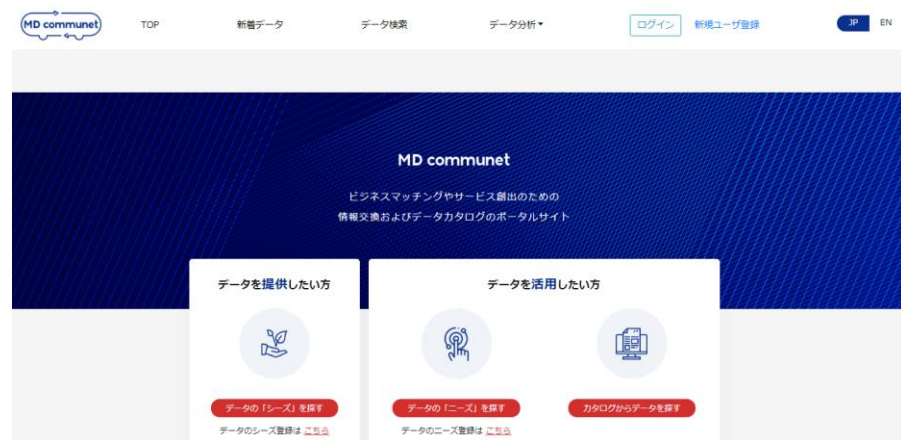 MD communet
TOP
新着データ
データ検索
データ分析▼
ログイン
新規ユーザ登録
JP
EN
MD communet
ビジネスマッチングやサービス創出のための
情報交換およびデータカタログのポータルサイト
データを提供したい方
データの「シーズ」を探す
データのシーズ登録は こちら
データを活用したい方
データの「ニーズ」を探す
データのニーズ登録は こちら
カタログからデータを探す